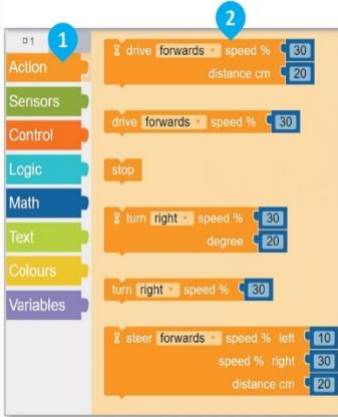 2
1
1
Action
Sensors
Control
Logic
Math
Text
Colours
Variables
drive forwards speed % 30
distance cm 20
drive forwards speed % 30
stop
turn right speed % 30
degree 20
turn right speed % 30
steer forwards speed % left 10
speed % right 30
distance cm 20